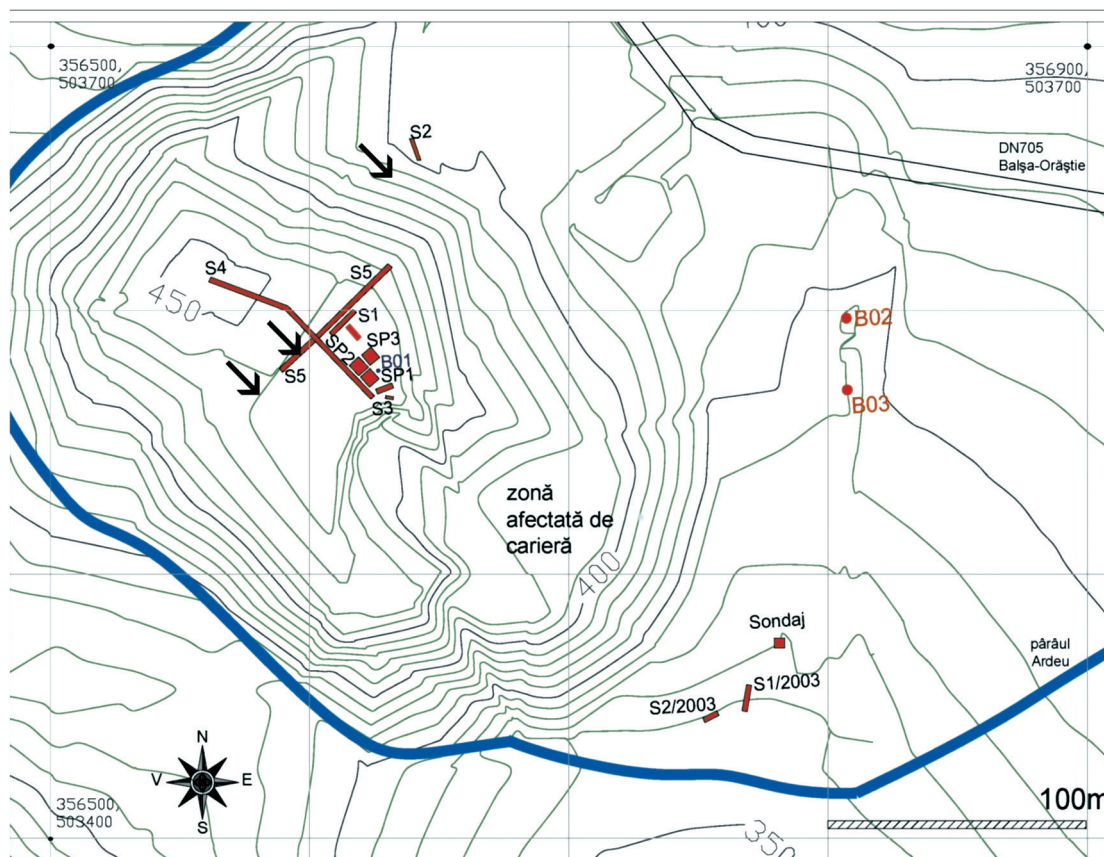 356500,
503700
356900,
503700
DN705
Balşa-Orăştie
S2
S4
S5
450
S1
SP3
SP2
B01
S5
SP1
S3
B02
B03
zonă
afectată de
carieră
400
Sondaj
pârâul
Ardeu
S1/2003
S2/2003
N
V
E
S
356500,
503400
100m
350